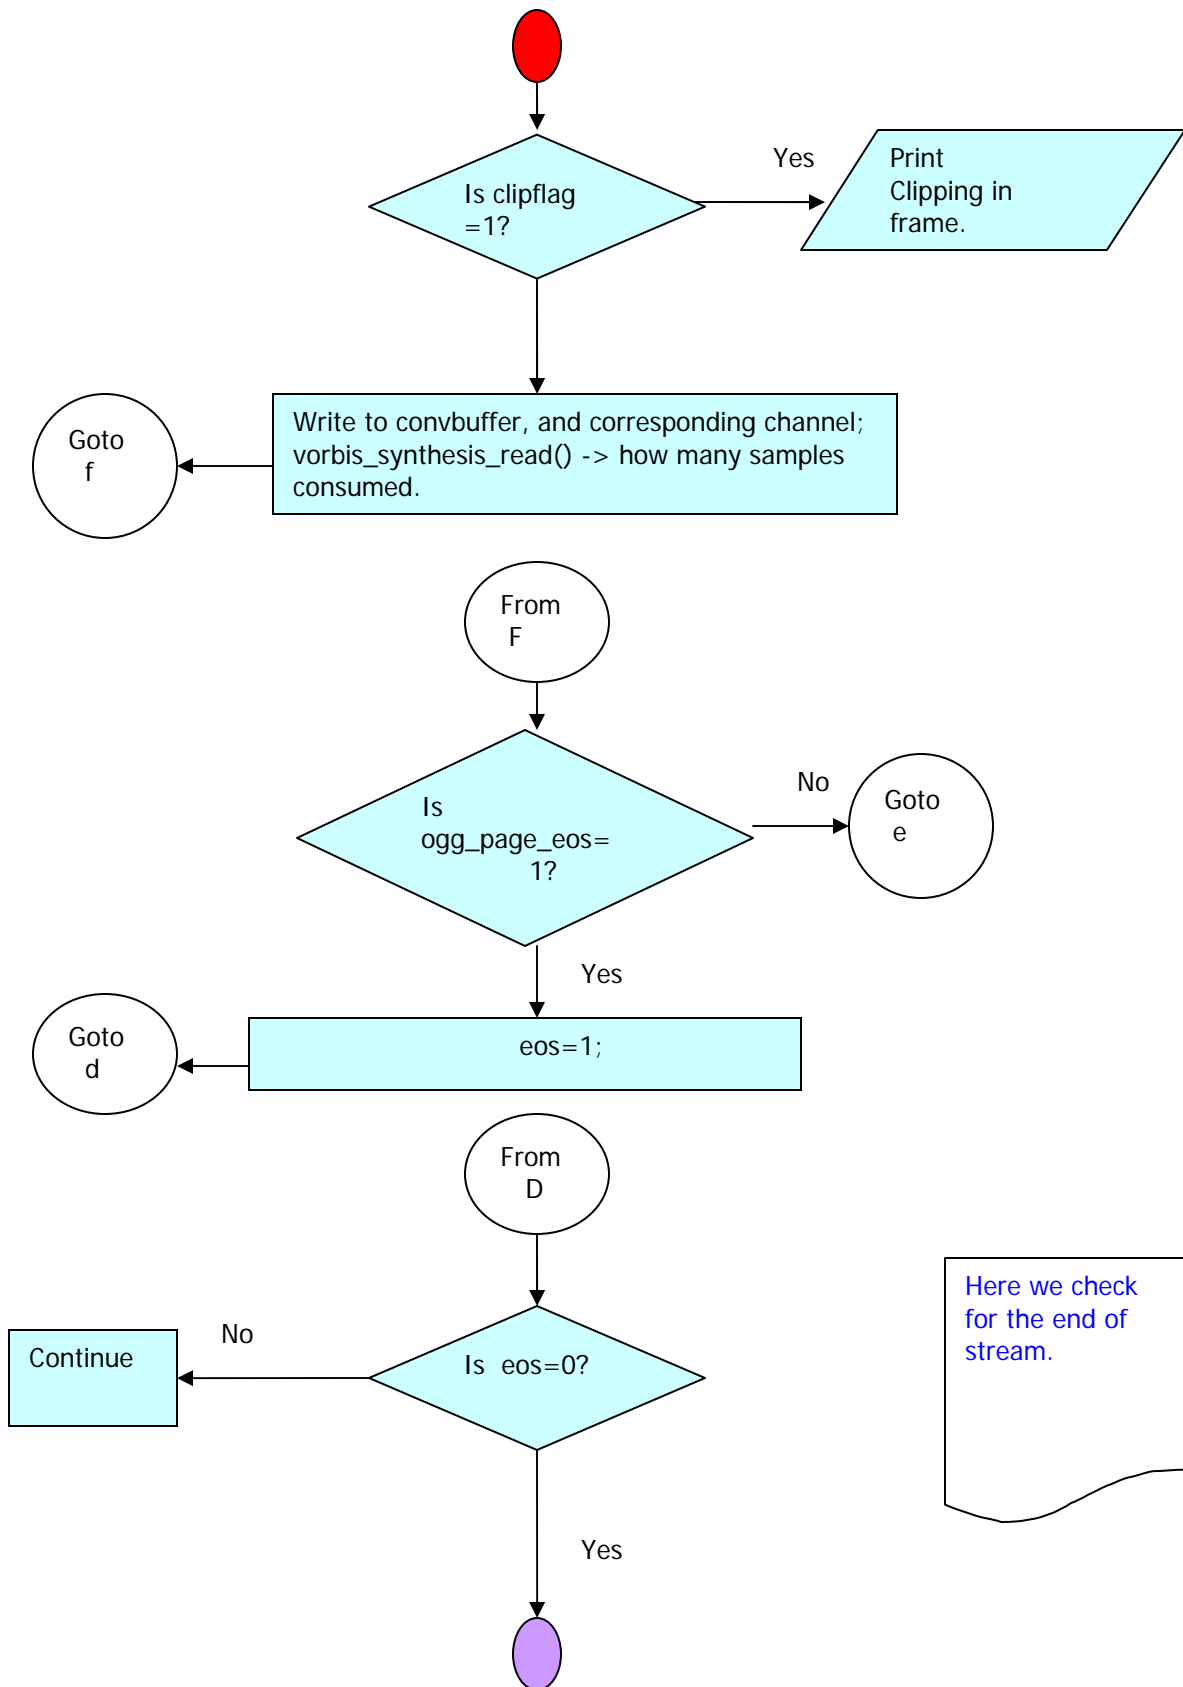 Yes
Print
Clipping in
frame.
Is clipflag
=1?
Goto
f
Write to convbuffer, and corresponding channel;
vorbis_synthesis_read() -> how many samples
consumed.
From
F
No
Goto
e
Is
ogg_page_eos=
1?
Yes
Goto
d
eos=1;
From
D
Here we check
for the end of
stream.
No
Continue
Is eos=0?
Yes